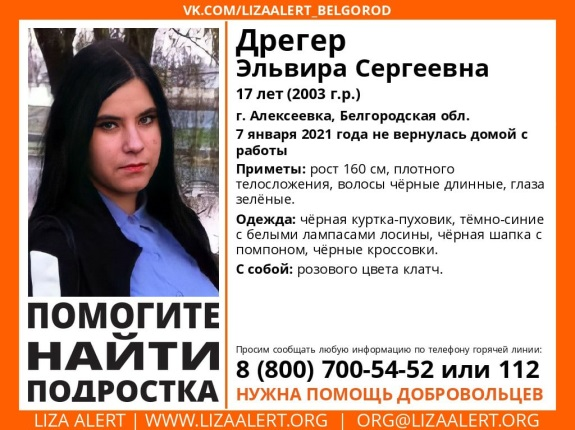 VK.COM/LIZAALERT_BELGOROD
Дрегер
Эльвира Сергеевна
17 лет (2003 г.р.)
г. Алексеевка, Белгородская обл.
7 января 2021 года не вернулась домой с
работы
Приметы: рост 160 см, плотного
телосложения, волосы чёрные длинные, глаза
зелёные.
Одежда: чёрная куртка-пуховик, тёмно-синие
с белыми лампасами лосины, чёрная шапка с
помпоном, чёрные кроссовки.
С собой: розового цвета клатч.
ПОМОГИТЕ
НАЙТИ
ПОДРОСТКА
Просим сообщать любую информацию по телефону горячей линии:
8 (800) 700-54-52 или 112
НУЖНА ПОМОЩЬ ДОБРОВОЛЬЦЕВ
LIZA ALERT | WWW.LIZAALERT.ORG | ORG@LIZAALERT.ORG